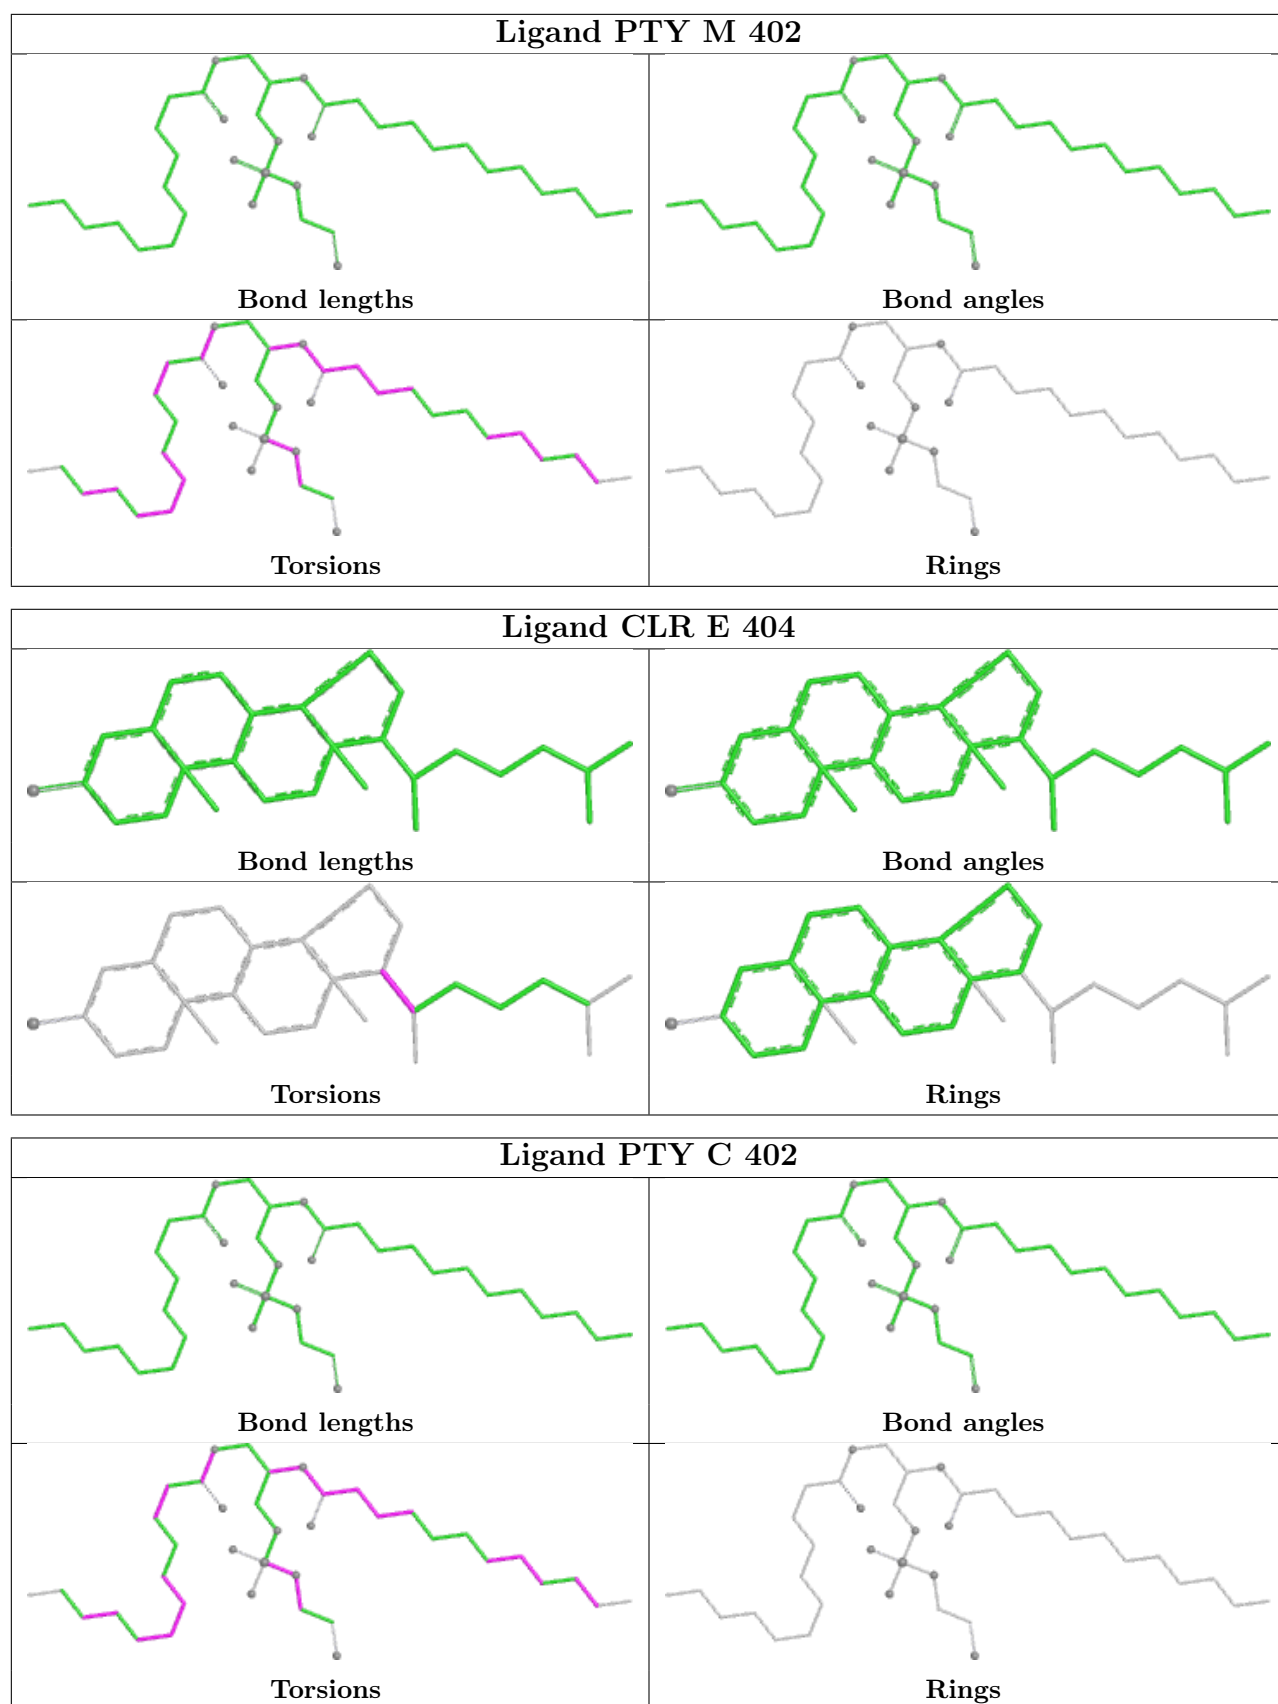 Ligand PTY M 402
Bond lengths
Bond angles
Torsions
Rings
Ligand CLR E 404
Bond lengths
Bond angles
Torsions
Rings
Ligand PTY C 402
Bond lengths
Bond angles
Torsions
Rings